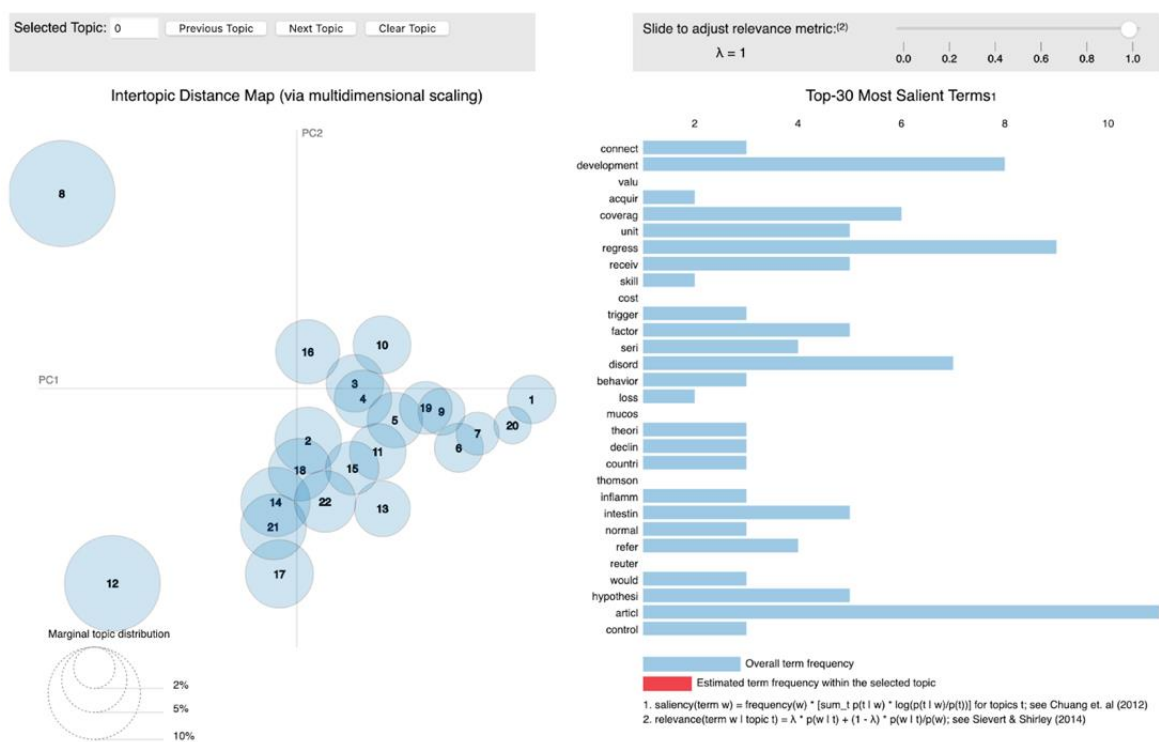 Selected Topic: 0 Previous Topic Next Topic Clear Topic
Slide to adjust relevance metric:(2)
λ = 1
0.0 0.2 0.4 0.6 0.8 1.0
Intertopic Distance Map (via multidimensional scaling)
PC2
PC1
8
16
10
3
4
1
19
9
5
20
7
2
6
11
18
15
14
22
13
21
17
12
Marginal topic distribution
2%
5%
10%
Top-30 Most Salient Terms1
2 4 6 8 10
connect
development
valu
acquir
coverag
unit
regress
receiv
skill
cost
trigger
factor
seri
disord
behavior
loss
mucos
theori
declin
countri
thomson
inflamm
intestin
normal
refer
reuter
would
hypothesi
articl
control
Overall term frequency
Estimated term frequency within the selected topic
1. saliency(term w) = frequency(w) * [sum_t p(t l w) * log(p(t l w)/p(t))] for topics t; see Chuang et. al (2012)
2. relevance(term w l topic t) = λ * p(w l t) + (1 - λ) * p(w l t)/p(w); see Sievert & Shirley (2014)